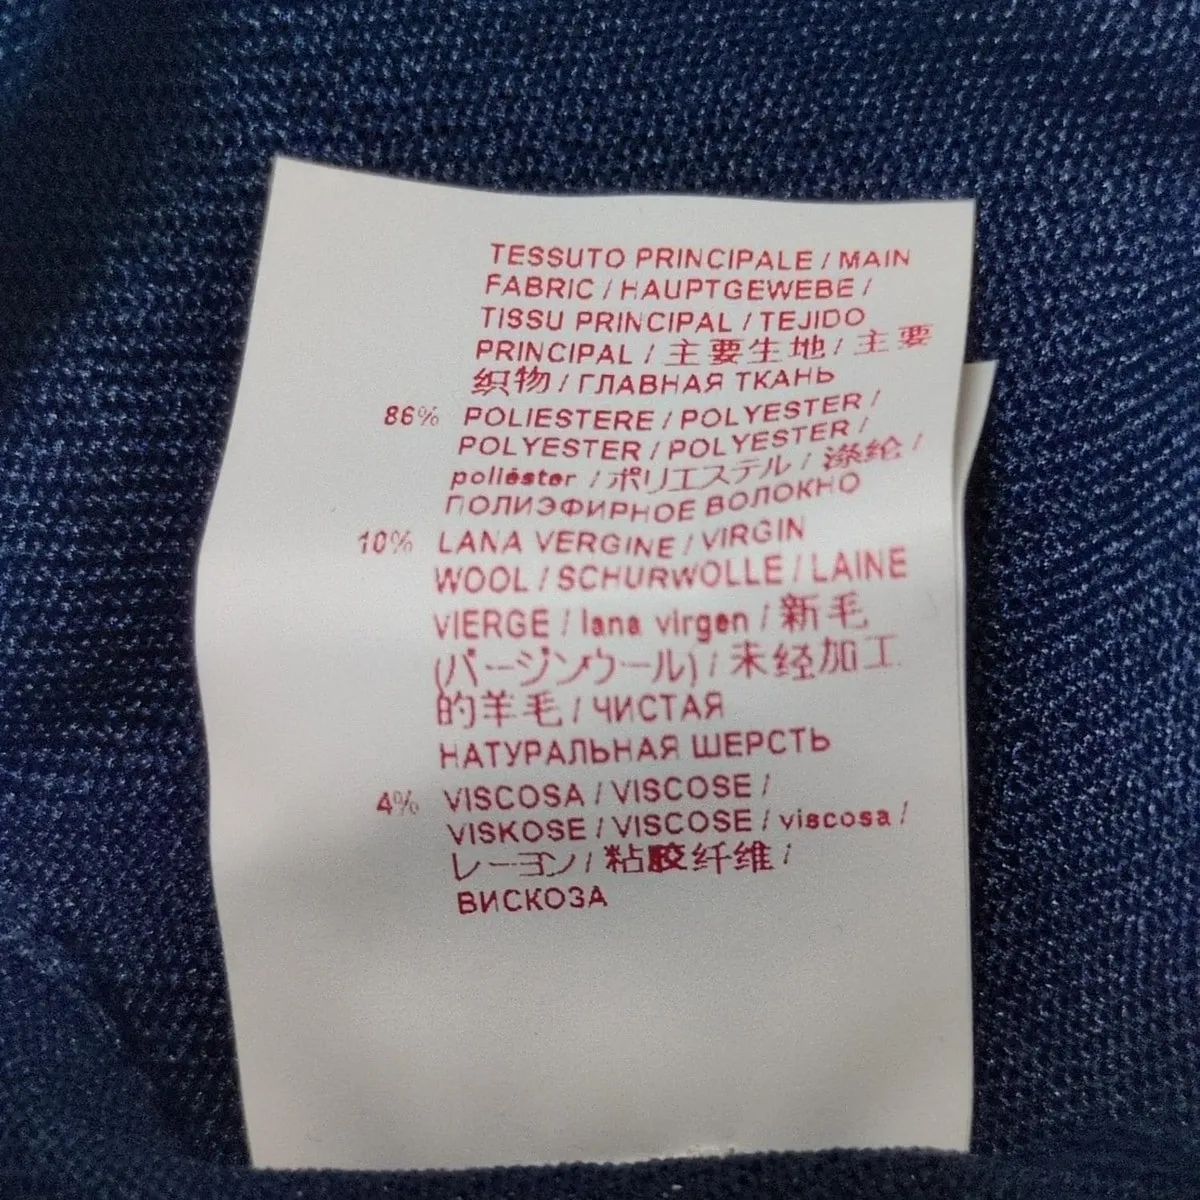 TESSUTO PRINCIPALE / MAIN
FABRIC / HAUPTGEWEBE /
TISSU PRINCIPAL / TEJIDO
PRINCIPAL / 主要生地 / 主要
织物 / ГЛАВНАЯ ТКАНЬ
86% POLIESTERE / POLYESTER /
POLYESTER / POLYESTER /
poliéster / ポリエステル / 涤纶 /
ПОЛИЭФИРНОЕ ВОЛОКНО
10% LANA VERGINE / VIRGIN
WOOL / SCHURWOLLE / LAINE
VIERGE / lana virgen / 新毛
(バージンウール) / 未经加工
的羊毛 / ЧИСТАЯ
НАТУРАЛЬНАЯ ШЕРСТЬ
4% VISCOSA / VISCOSE /
VISKOSE / VISCOSE / viscosa /
レーヨン / 粘胶纤维 /
ВИСКОЗА